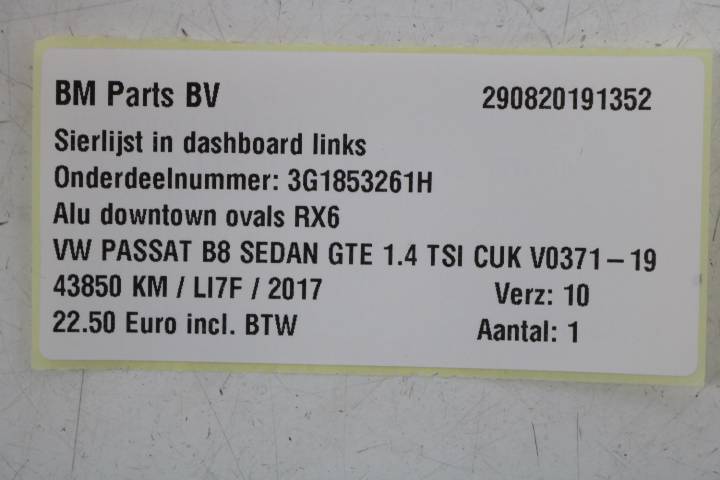 BM Parts BV 290820191352
Sierlijst in dashboard links
Onderdeelnummer: 3G1853261H
Alu downtown ovals RX6
VW PASSAT B8 SEDAN GTE 1.4 TSI CUK V0371-19
43850 KM / LI7F / 2017 Verz: 10
22.50 Euro incl. BTW Aantal: 1